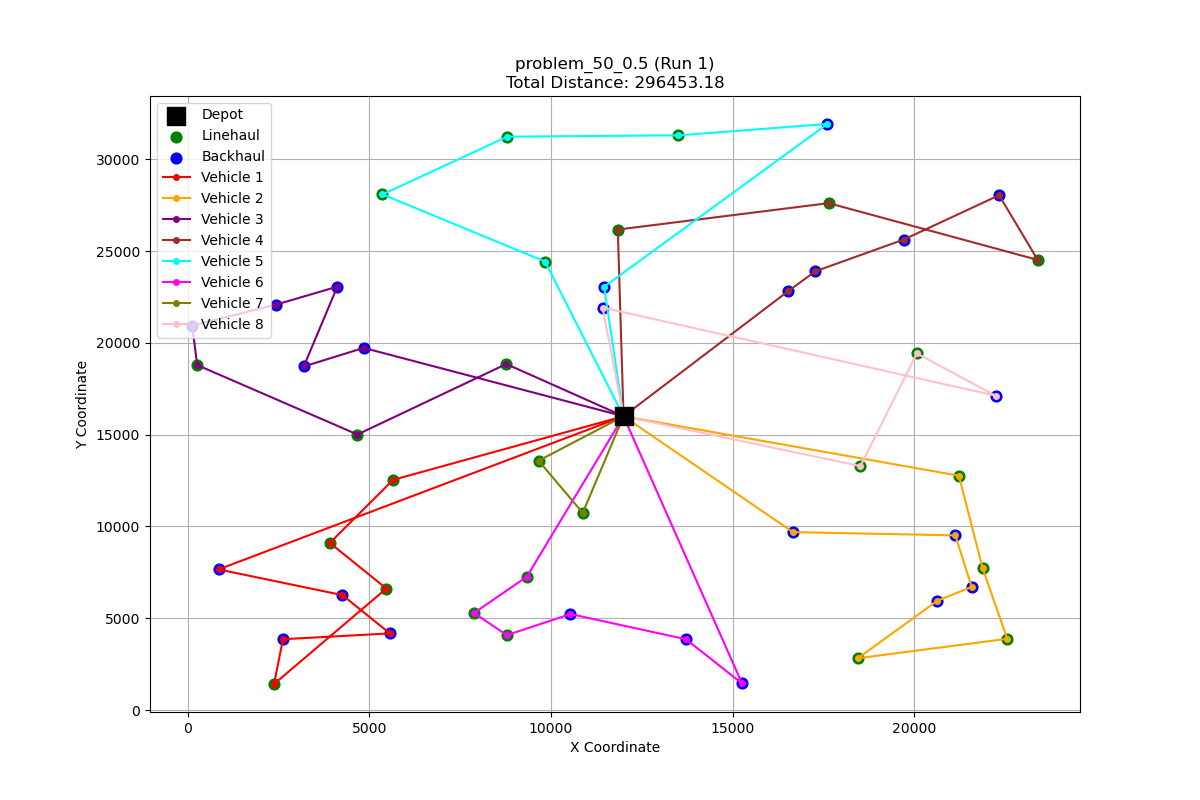 problem_50_0.5 (Run 1)
Total Distance: 296453.18
Depot
Linehaul
Backhaul
Vehicle 1
Vehicle 2
Vehicle 3
Vehicle 4
Vehicle 5
Vehicle 6
Vehicle 7
Vehicle 8
30000
25000
20000
15000
10000
5000
0
Y Coordinate
0
5000
10000
15000
20000
X Coordinate